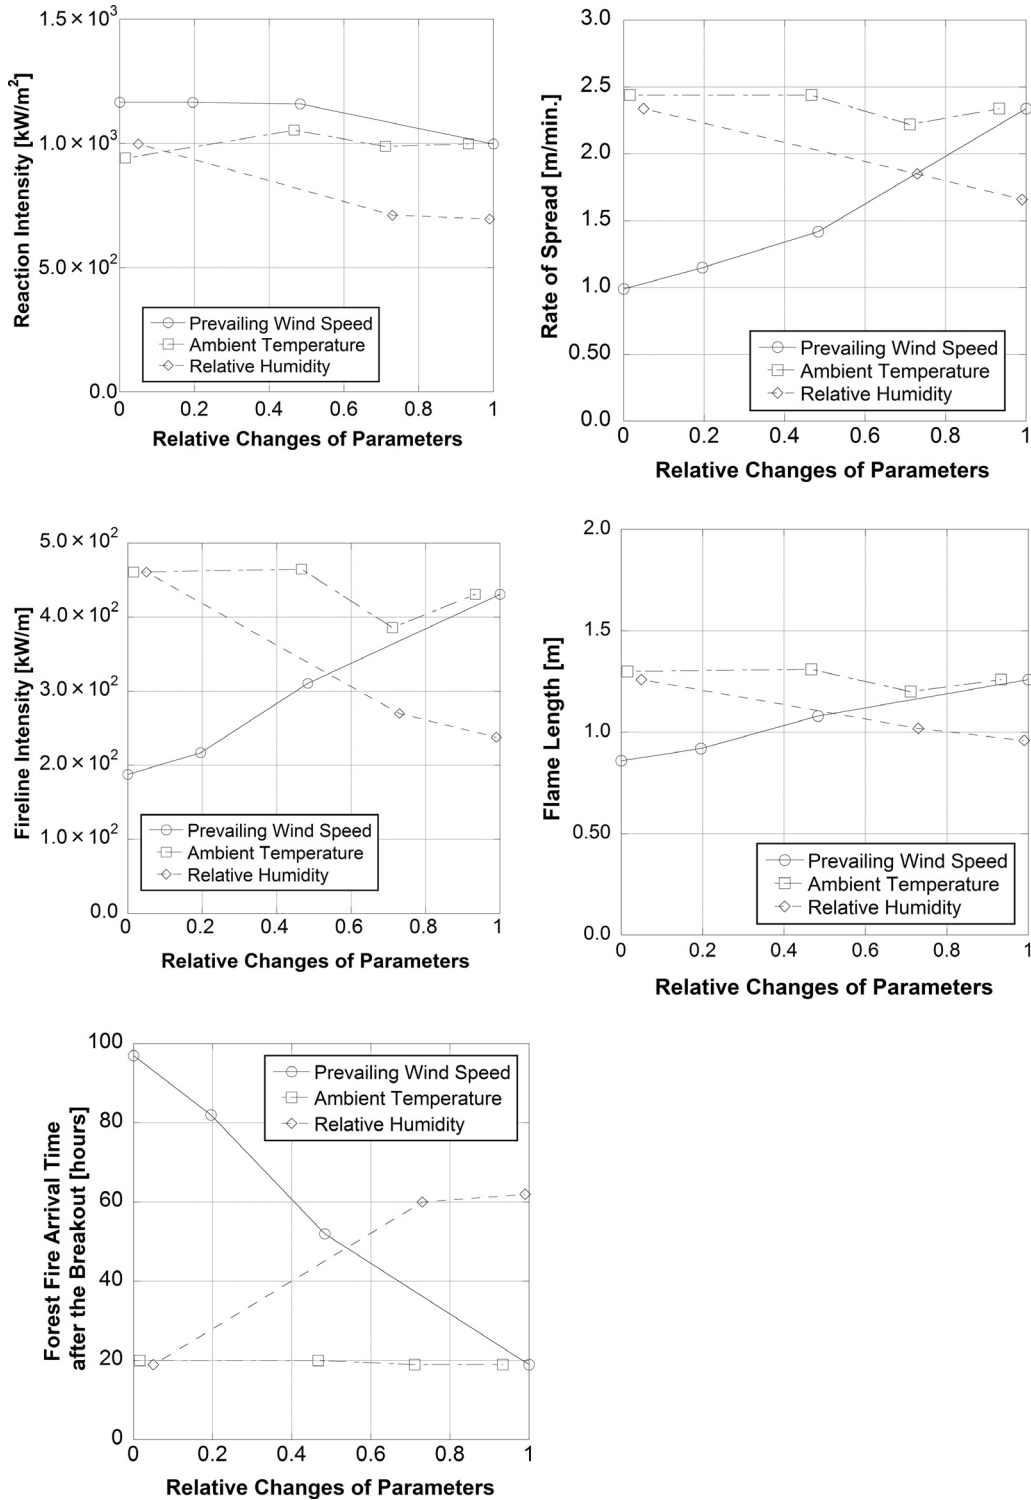 1.5×10³
1.0×10³
5.0×10²
0.0
Reaction Intensity [kW/m²]
Prevailing Wind Speed
Ambient Temperature
Relative Humidity
0 0.2 0.4 0.6 0.8 1
Relative Changes of Parameters
3.0
2.5
2.0
1.5
1.0
0.50
0.0
Rate of Spread [m/min.]
Prevailing Wind Speed
Ambient Temperature
Relative Humidity
0 0.2 0.4 0.6 0.8 1
Relative Changes of Parameters
5.0×10²
4.0×10²
3.0×10²
2.0×10²
1.0×10²
0.0
Fireline Intensity [kW/m]
Prevailing Wind Speed
Ambient Temperature
Relative Humidity
0 0.2 0.4 0.6 0.8 1
Relative Changes of Parameters
2.0
1.5
1.0
0.50
0.0
Flame Length [m]
Prevailing Wind Speed
Ambient Temperature
Relative Humidity
0 0.2 0.4 0.6 0.8 1
Relative Changes of Parameters
100
80
60
40
20
0
Forest Fire Arrival Time
after the Breakout [hours]
Prevailing Wind Speed
Ambient Temperature
Relative Humidity
0 0.2 0.4 0.6 0.8 1
Relative Changes of Parameters